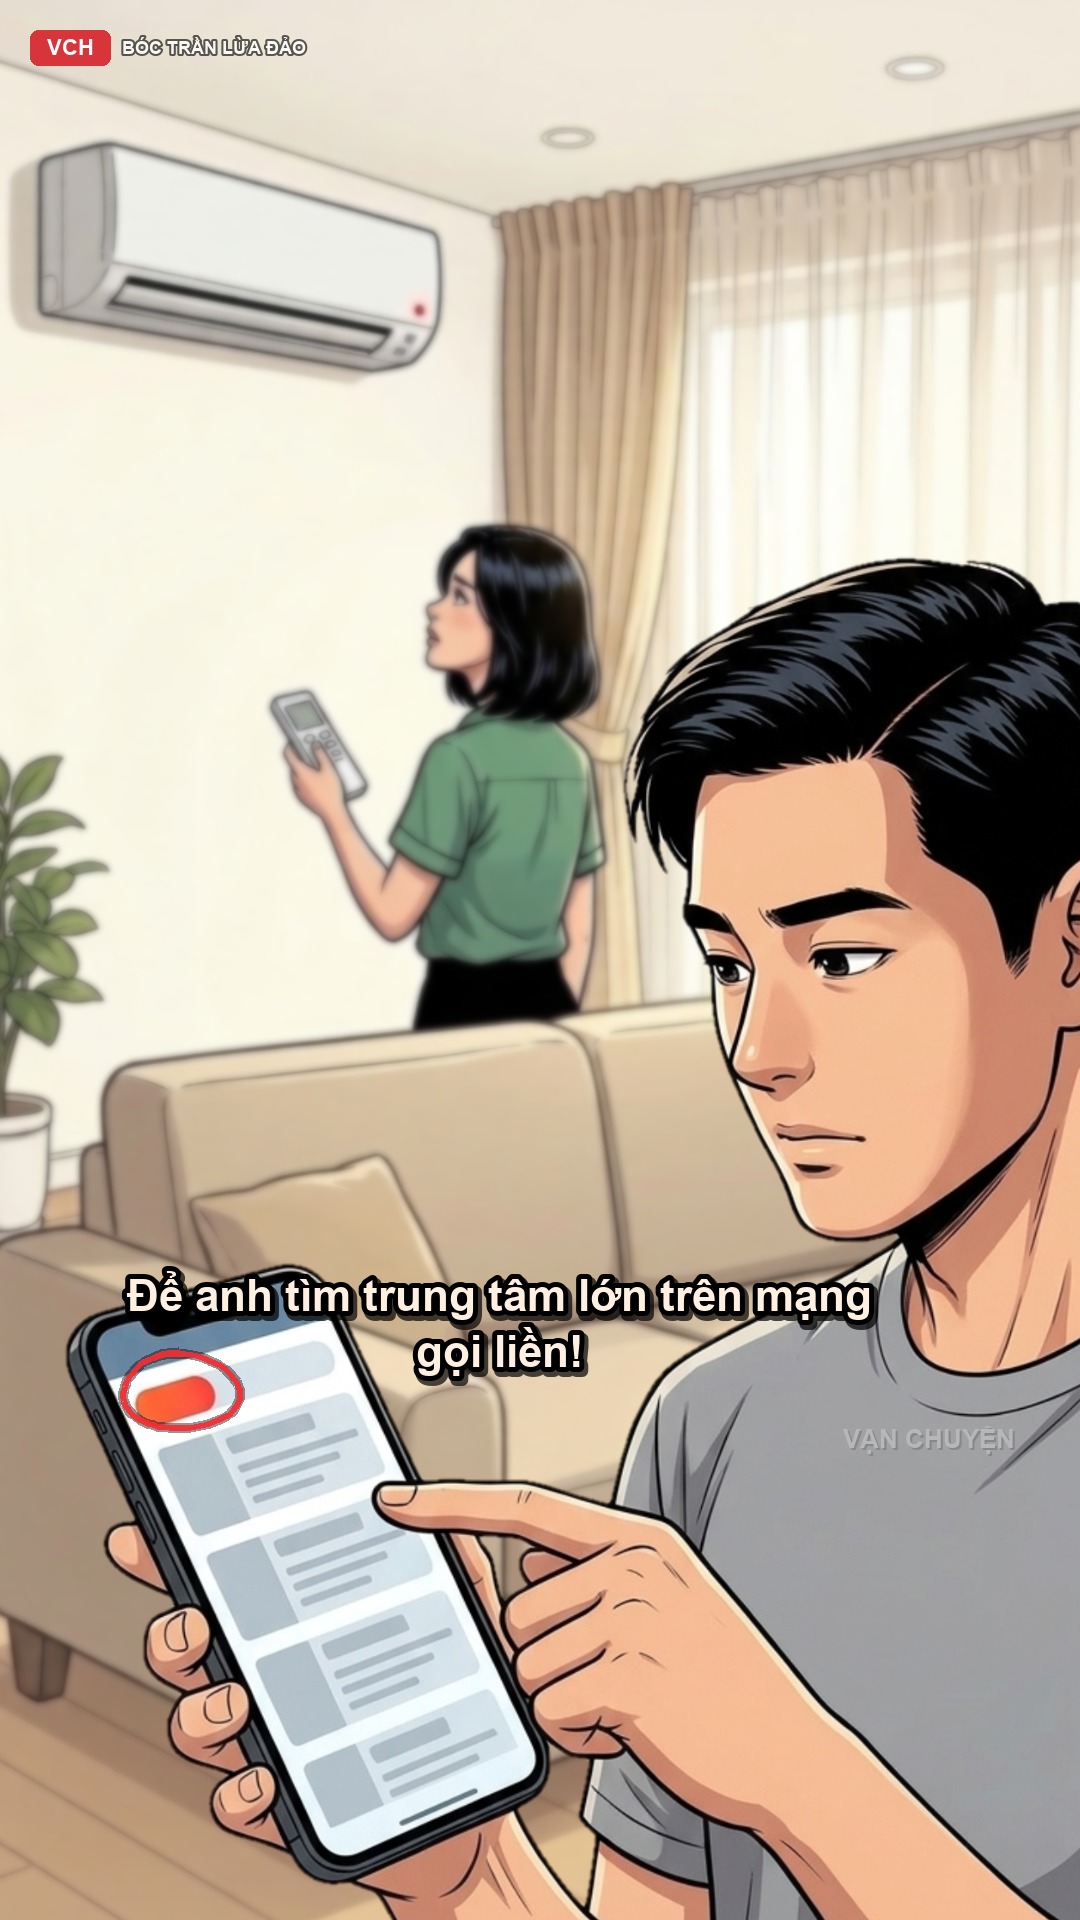 VCH BÓC TRẦN LỪA ĐẢO
Để anh tìm trung tâm lớn trên mạng
gọi liền!
VẠN CHUYỆN